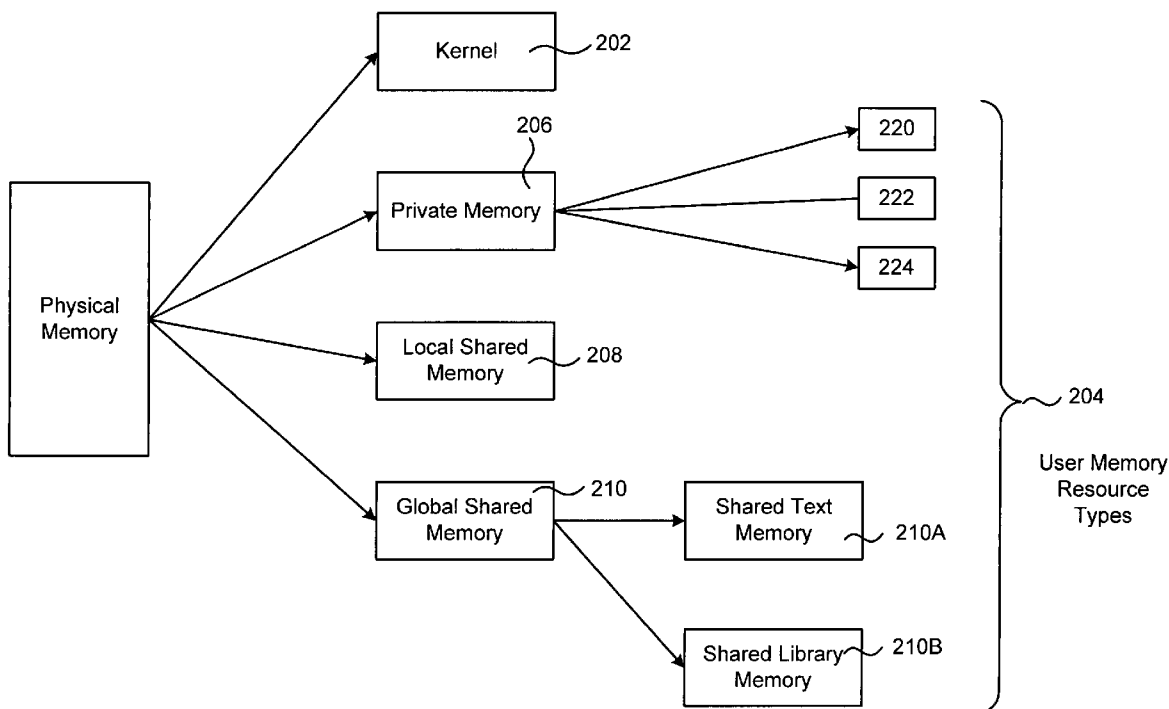 Kernel
202
206
220
222
224
Private Memory
Physical
Memory
Local Shared
Memory
208
204
User Memory
Resource
Types
Global Shared
Memory
210
Shared Text
Memory
210A
Shared Library
Memory
210B